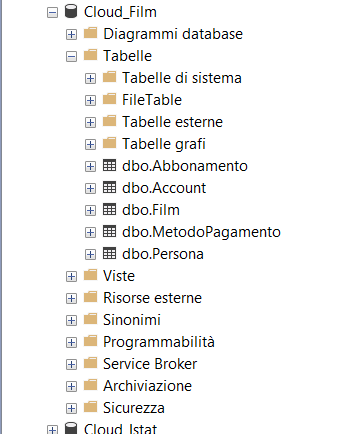 Cloud_Film
Diagrammi database
Tabelle
Tabelle di sistema
FileTable
Tabelle esterne
Tabelle grafi
dbo.Abbonamento
dbo.Account
dbo.Film
dbo.MetodoPagamento
dbo.Persona
Viste
Risorse esterne
Sinonimi
Programmabilità
Service Broker
Archiviazione
Sicurezza
Cloud_Istat